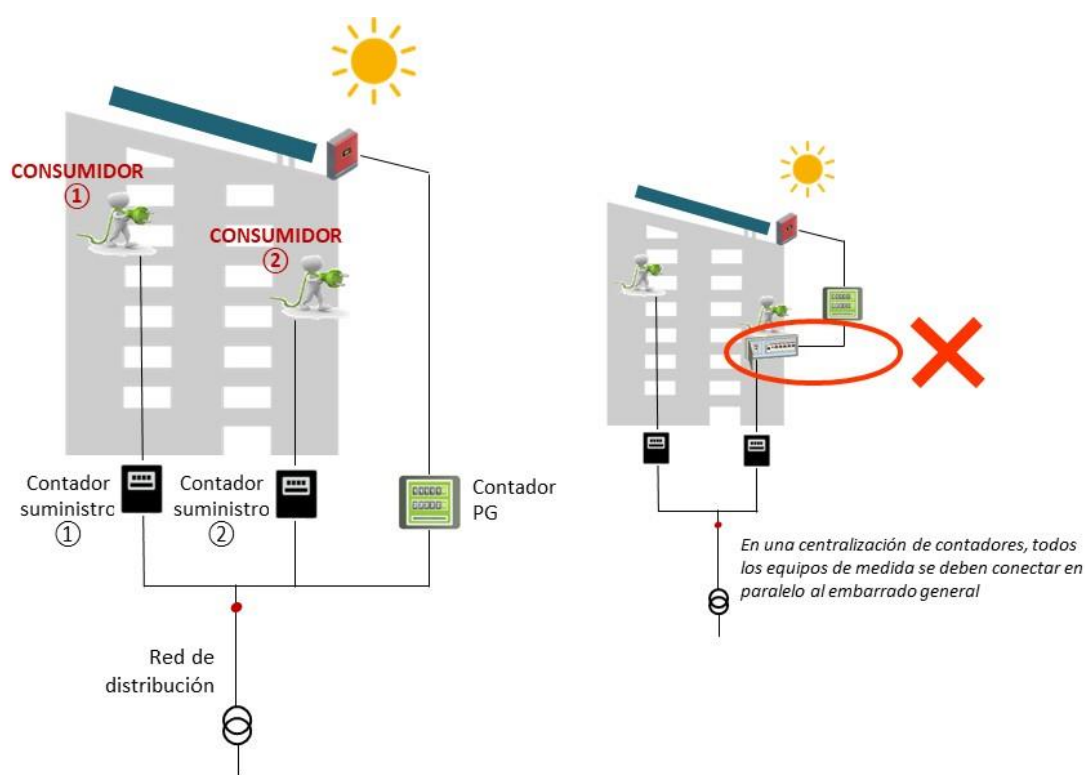 CONSUMIDOR
①
CONSUMIDOR
②
Contador
suministro
①
Contador
suministro
②
Contador
PG
Red de
distribución
En una centralización de contadores, todos
los equipos de medida se deben conectar en
paralelo al embarrado general